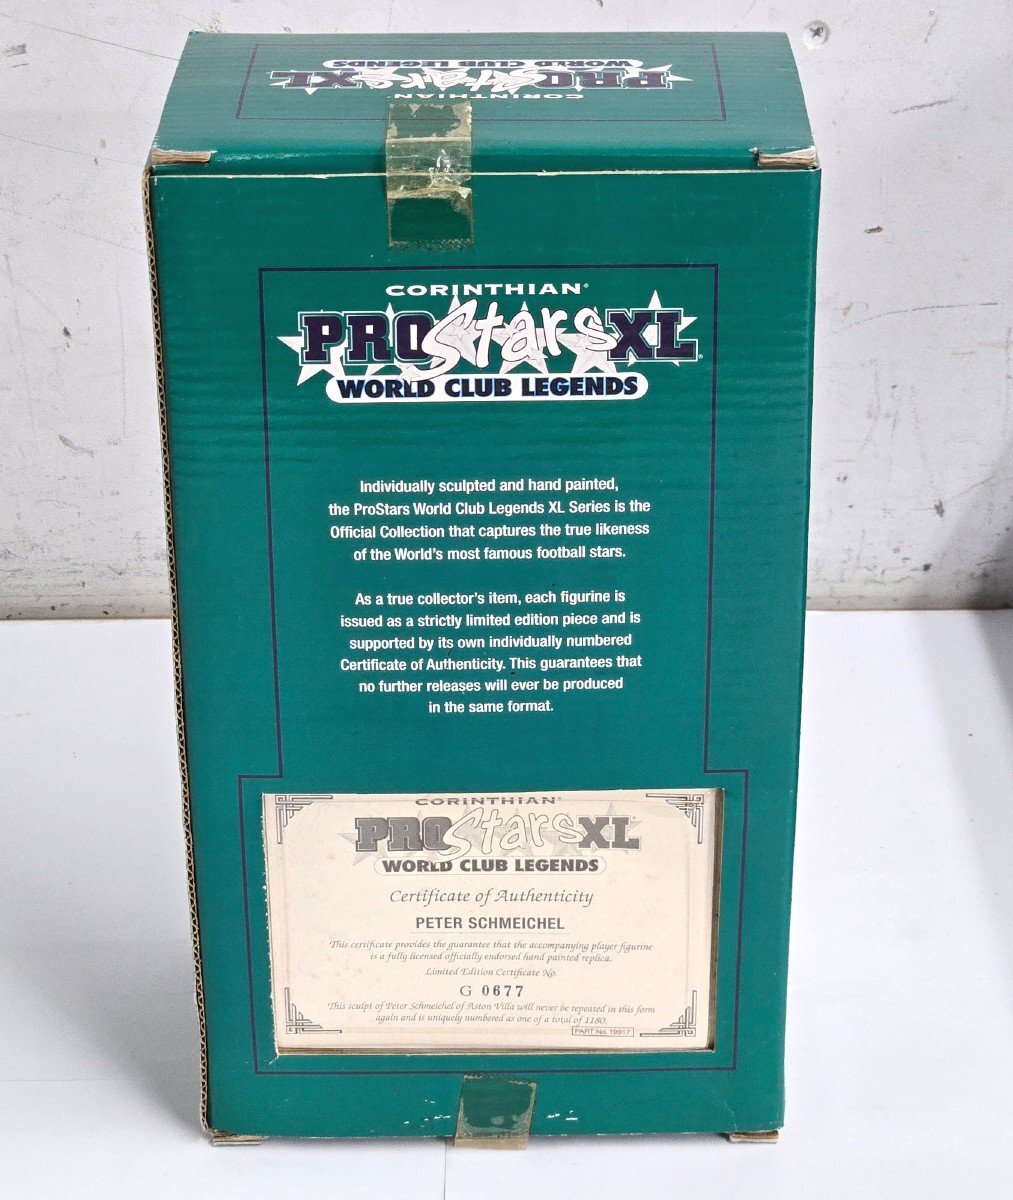 CORINTHIAN
PROStarsXL
WORLD CLUB LEGENDS
CORINTHIAN®
PROStarsXL®
WORLD CLUB LEGENDS
Individually sculpted and hand painted,
the ProStars World Club Legends XL Series is the
Official Collection that captures the true likeness
of the World's most famous football stars.
As a true collector's item, each figurine is
issued as a strictly limited edition piece and is
supported by its own individually numbered
Certificate of Authenticity. This guarantees that
no further releases will ever be produced
in the same format.
CORINTHIAN®
PROStarsXL
WORLD CLUB LEGENDS
Certificate of Authenticity
PETER SCHMEICHEL
This certificate provides the guarantee that the accompanying player figurine
is a fully licensed officially endorsed hand painted replica.
Limited Edition Certificate No.
G 0677
This sculpt of Peter Schmeichel of Aston Villa will never be repeated in this form
again and is uniquely numbered as one of a total of 1180.
PART No. 19917